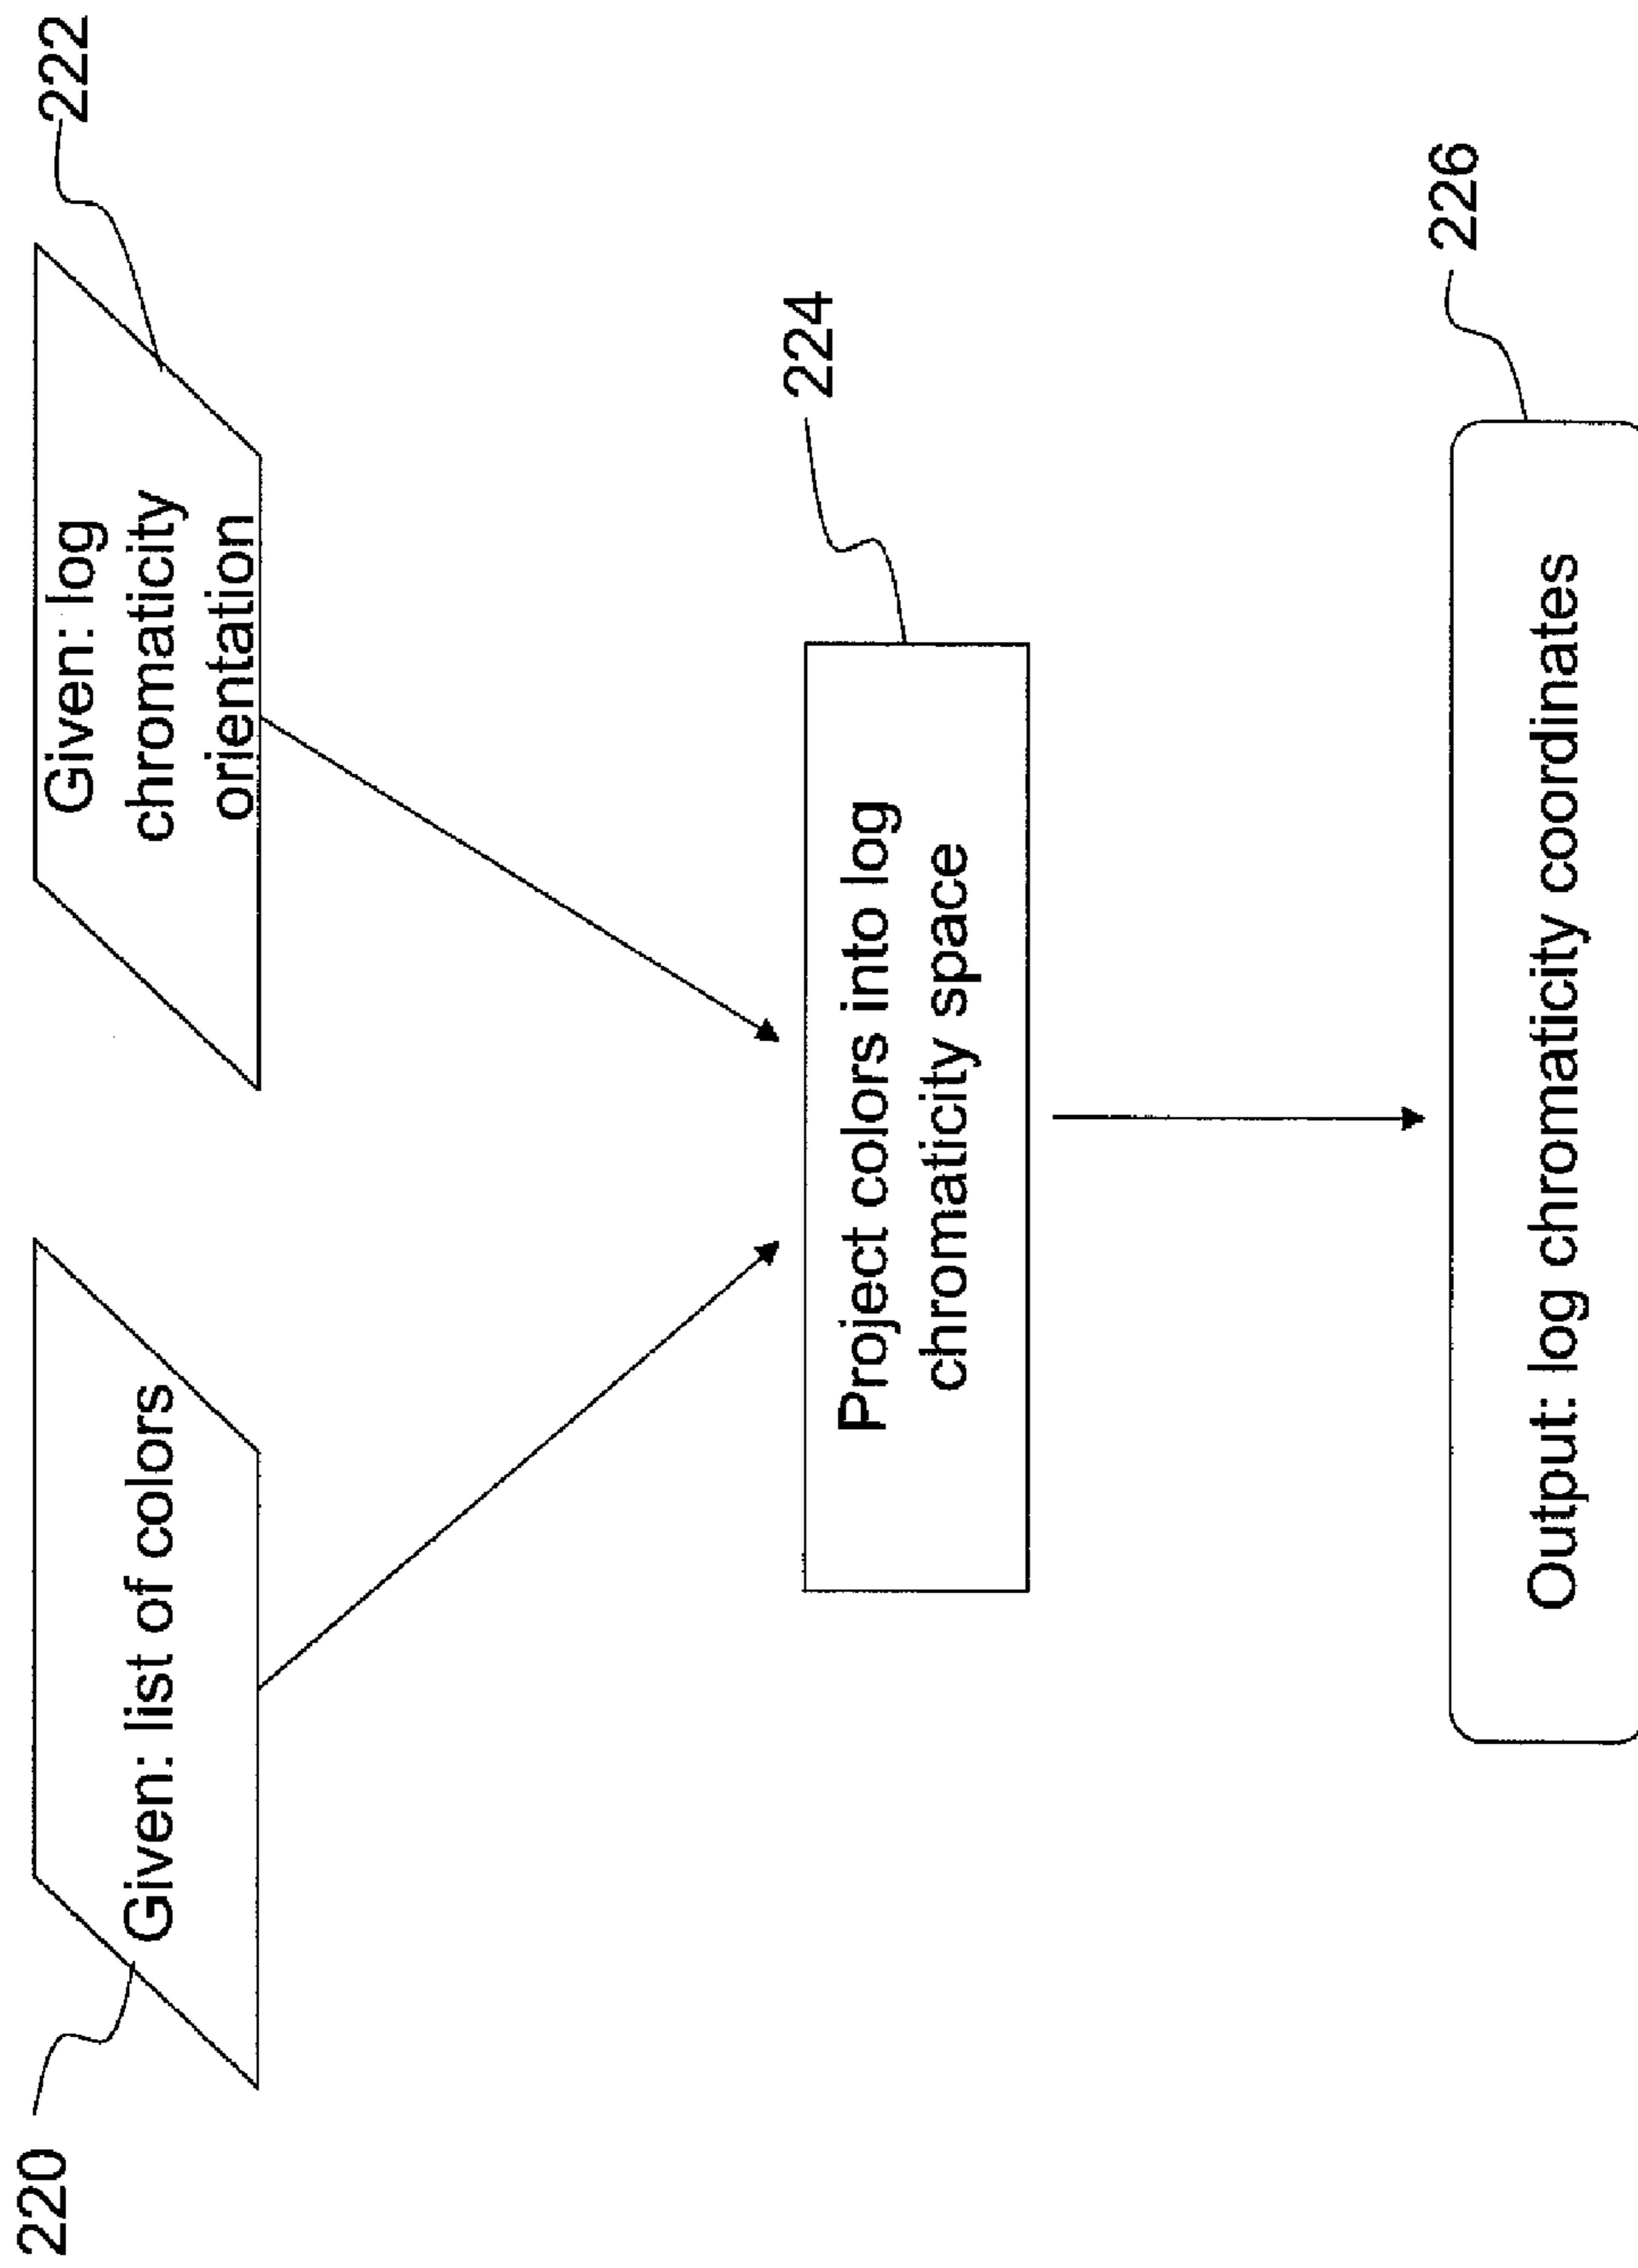 220
Given: list of colors
Given: log
chromaticity
orientation
222
Project colors into log
chromaticity space
224
Output: log chromaticity coordinates
226